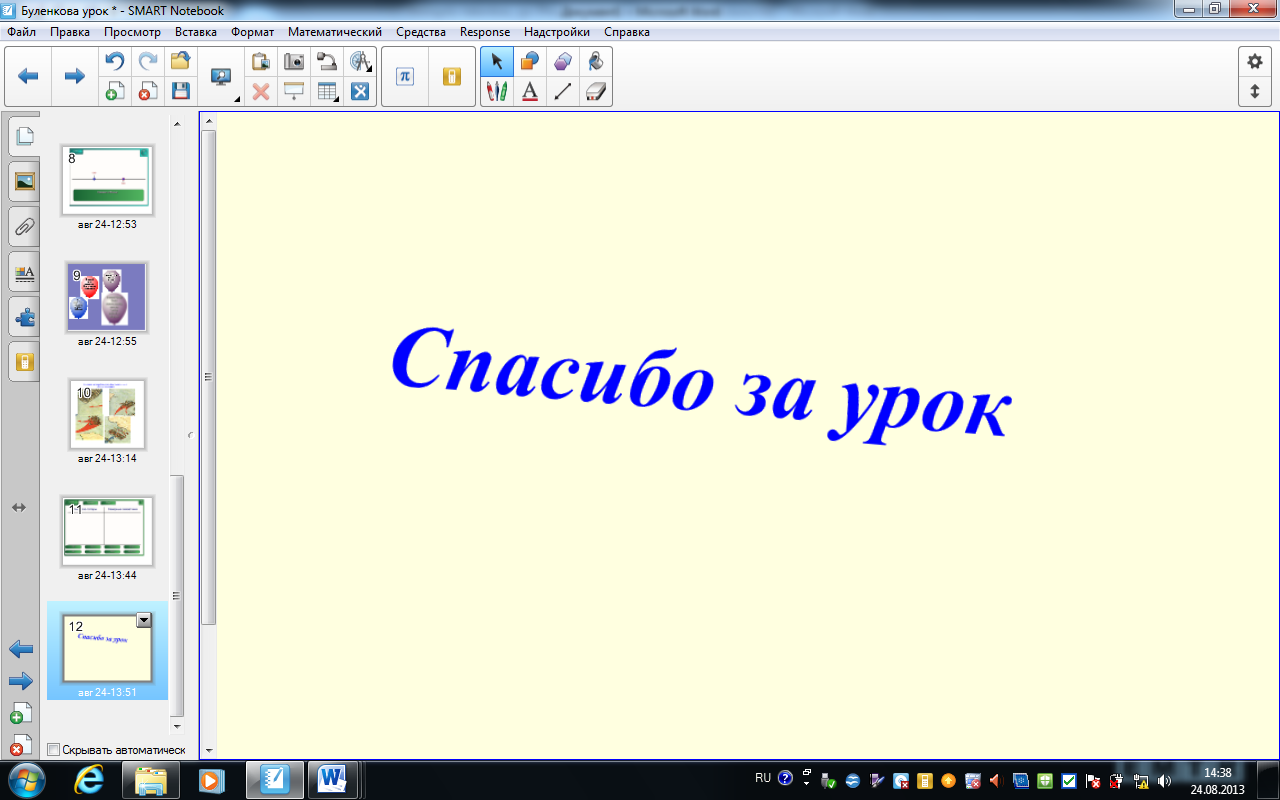 Буленкова урок * - SMART Notebook
Файл Правка Просмотр Вставка Формат Математический Средства Response Надстройки Справка
8
авг 24-12:53
9
авг 24-12:55
10
авг 24-13:14
11
авг 24-13:44
12
Спасибо за урок
авг 24-13:51
Скрывать автоматическ
Спасибо за урок
RU
14:38
24.08.2013